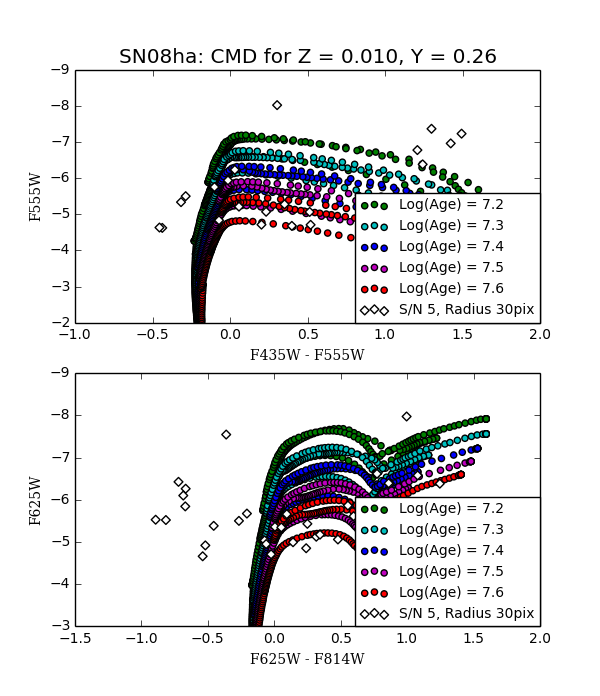 SN08ha: CMD for Z = 0.010, Y = 0.26
−9
−8
−7
−6
−5
−4
−3
−2
F555W
Log(Age) = 7.2
Log(Age) = 7.3
Log(Age) = 7.4
Log(Age) = 7.5
Log(Age) = 7.6
S/N 5, Radius 30pix
−1.0 −0.5 0.0 0.5 1.0 1.5 2.0
F435W - F555W
−9
−8
−7
−6
−5
−4
−3
F625W
Log(Age) = 7.2
Log(Age) = 7.3
Log(Age) = 7.4
Log(Age) = 7.5
Log(Age) = 7.6
S/N 5, Radius 30pix
−1.5 −1.0 −0.5 0.0 0.5 1.0 1.5 2.0
F625W - F814W